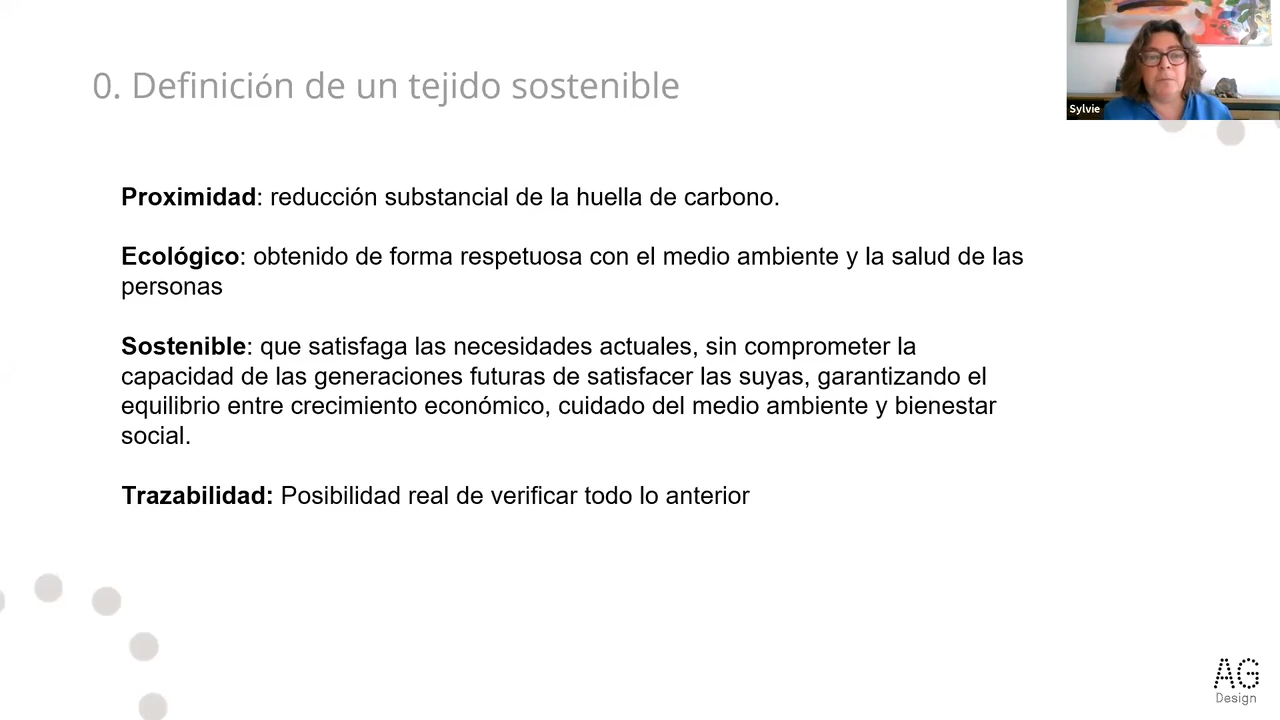 0. Definición de un tejido sostenible
Sylvie
Proximidad: reducción substancial de la huella de carbono.
Ecológico: obtenido de forma respetuosa con el medio ambiente y la salud de las
personas
Sostenible: que satisfaga las necesidades actuales, sin comprometer la
capacidad de las generaciones futuras de satisfacer las suyas, garantizando el
equilibrio entre crecimiento económico, cuidado del medio ambiente y bienestar
social.
Trazabilidad: Posibilidad real de verificar todo lo anterior
AG
Design